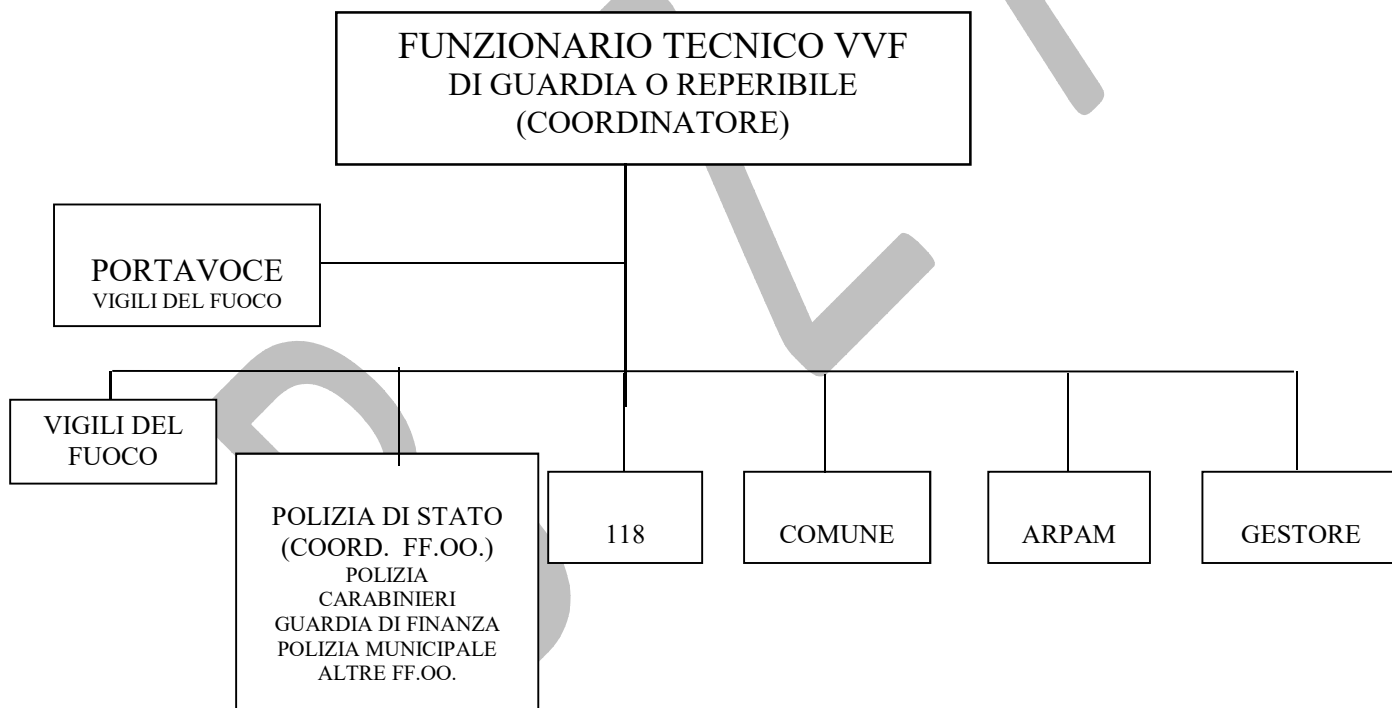 FUNZIONARIO TECNICO VVF
DI GUARDIA O REPERIBILE
(COORDINATORE)
PORTAVOCE
VIGILI DEL FUOCO
VIGILI DEL
FUOCO
POLIZIA DI STATO
(COORD. FF.OO.)
POLIZIA
CARABINIERI
GUARDIA DI FINANZA
POLIZIA MUNICIPALE
ALTRE FF.OO.
118
COMUNE
ARPAM
GESTORE